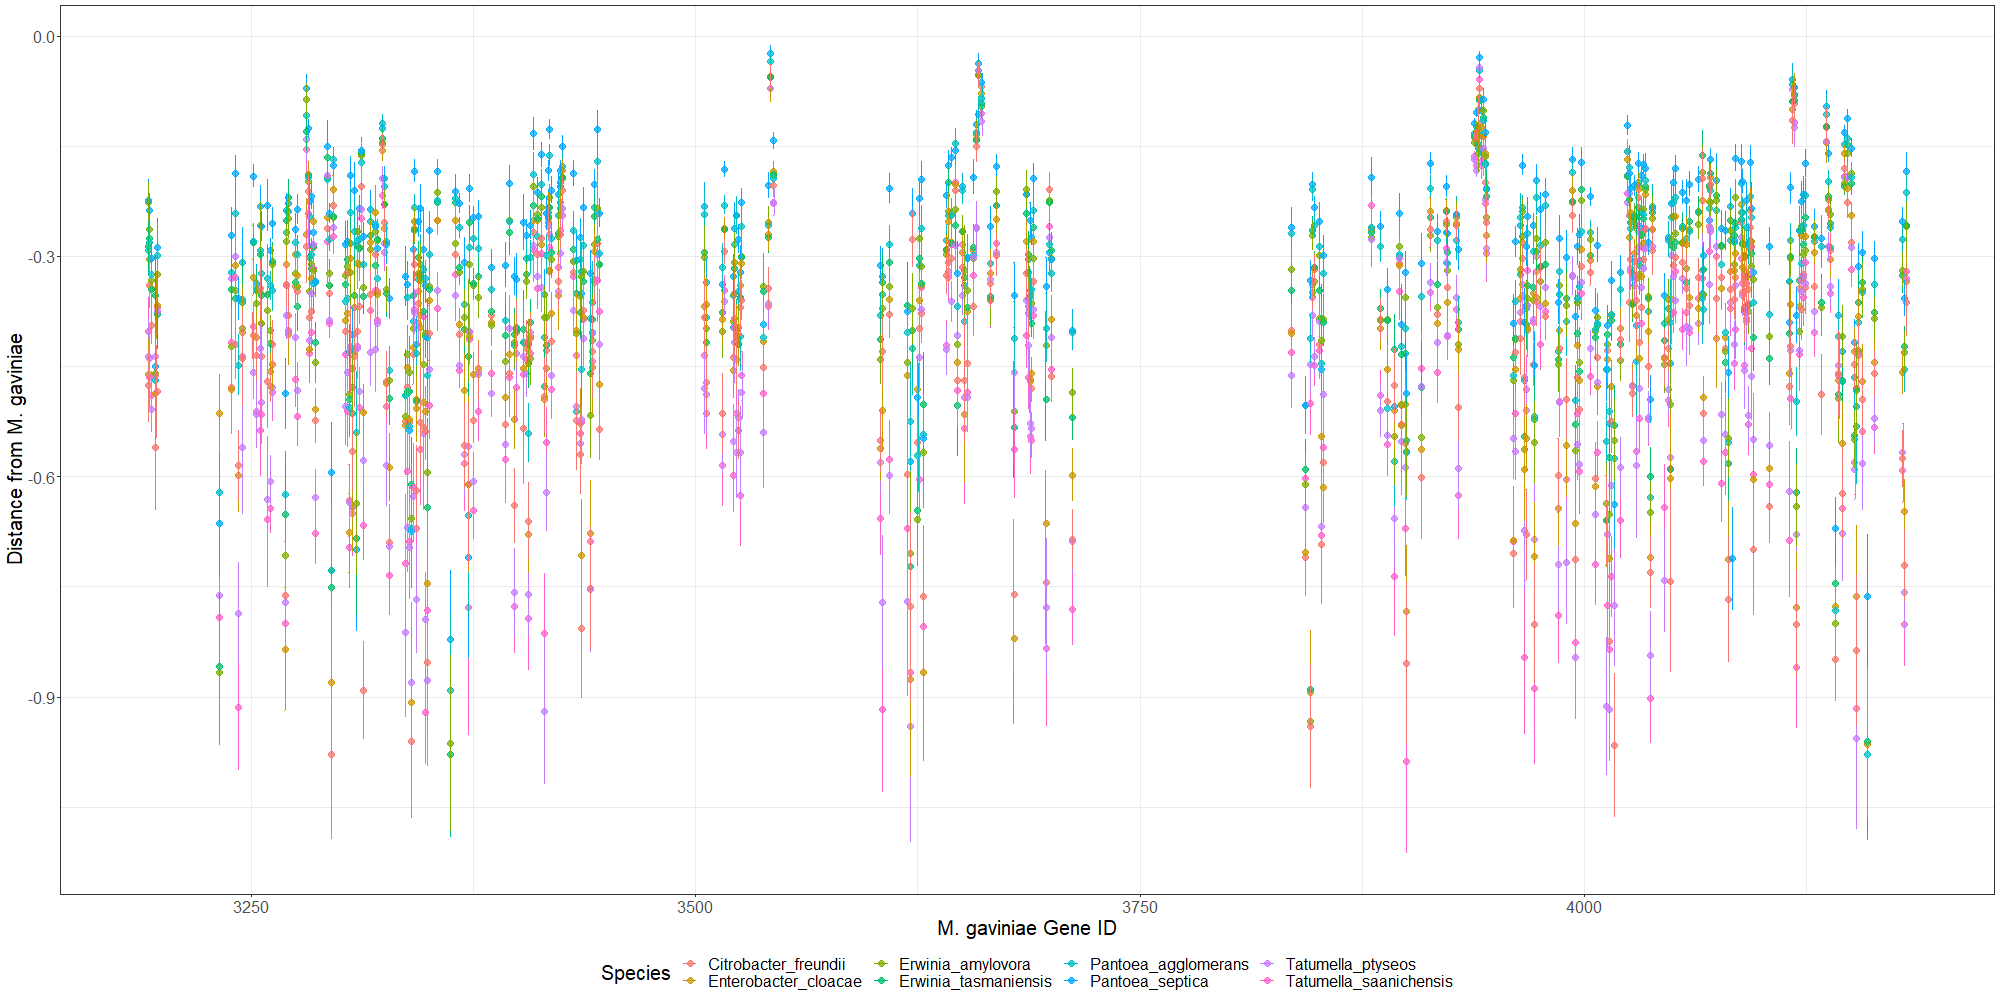 0.0
-0.3
-0.6
-0.9
Distance from M. gaviniae
3250
3500
3750
4000
M. gaviniae Gene ID
Species
Citrobacter_freundii
Enterobacter_cloacae
Erwinia_amylovora
Erwinia_tasmaniensis
Pantoea_agglomerans
Pantoea_septica
Tatumella_ptyseos
Tatumella_saanichensis